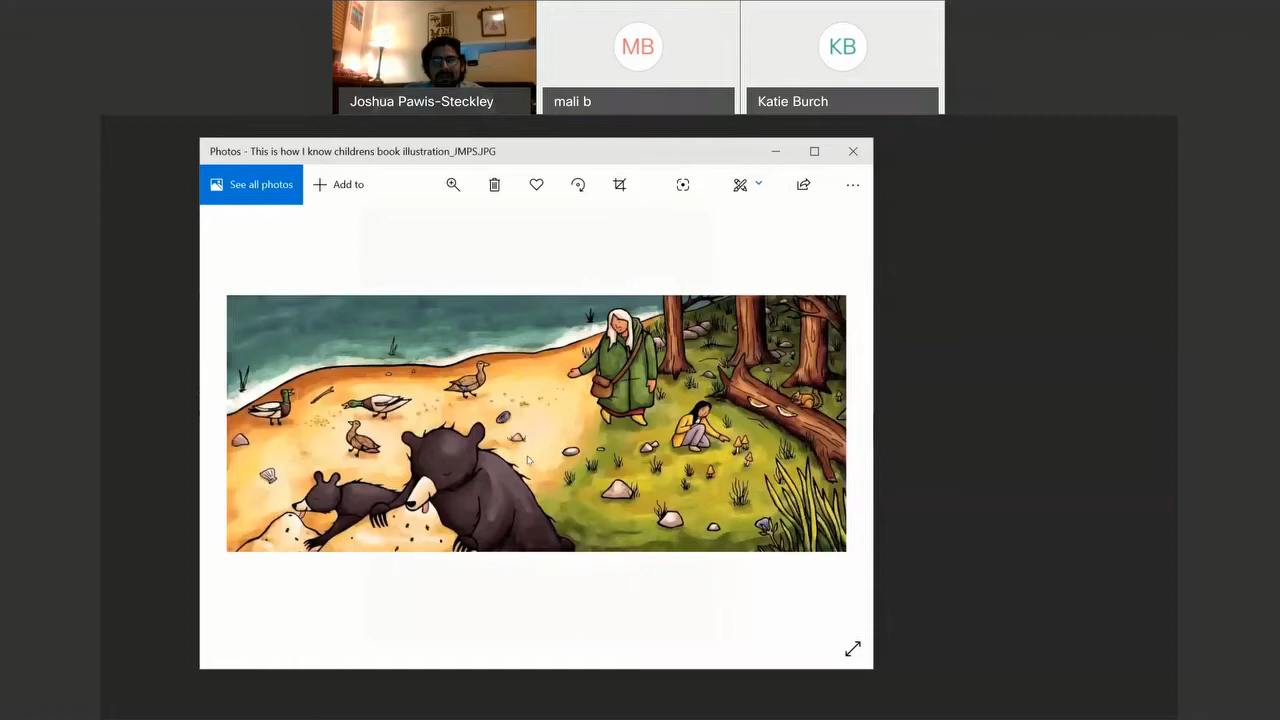 MB
KB
Joshua Pawis-Steckley
mali b
Katie Burch
Photos - This is how I know childrens book illustration_JMPS.JPG
See all photos
Add to